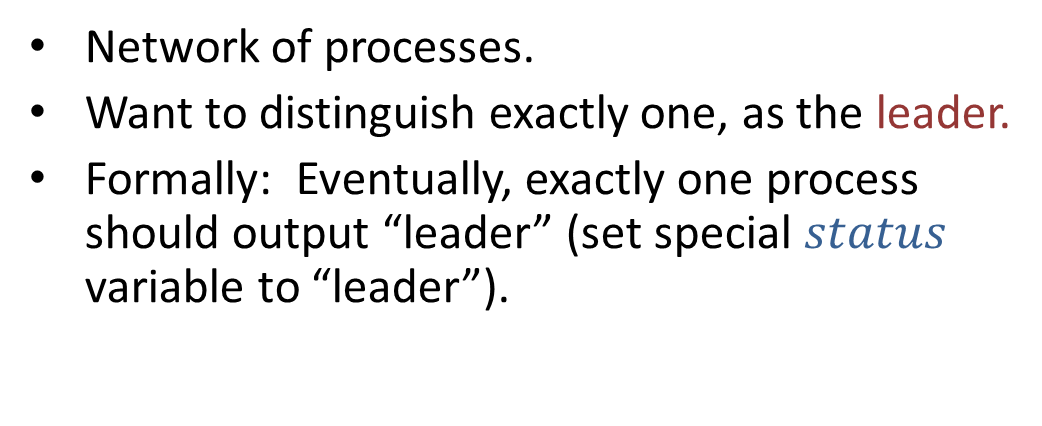 • Network of processes.
• Want to distinguish exactly one, as the leader.
• Formally:  Eventually, exactly one process
should output “leader” (set special status
variable to “leader”).